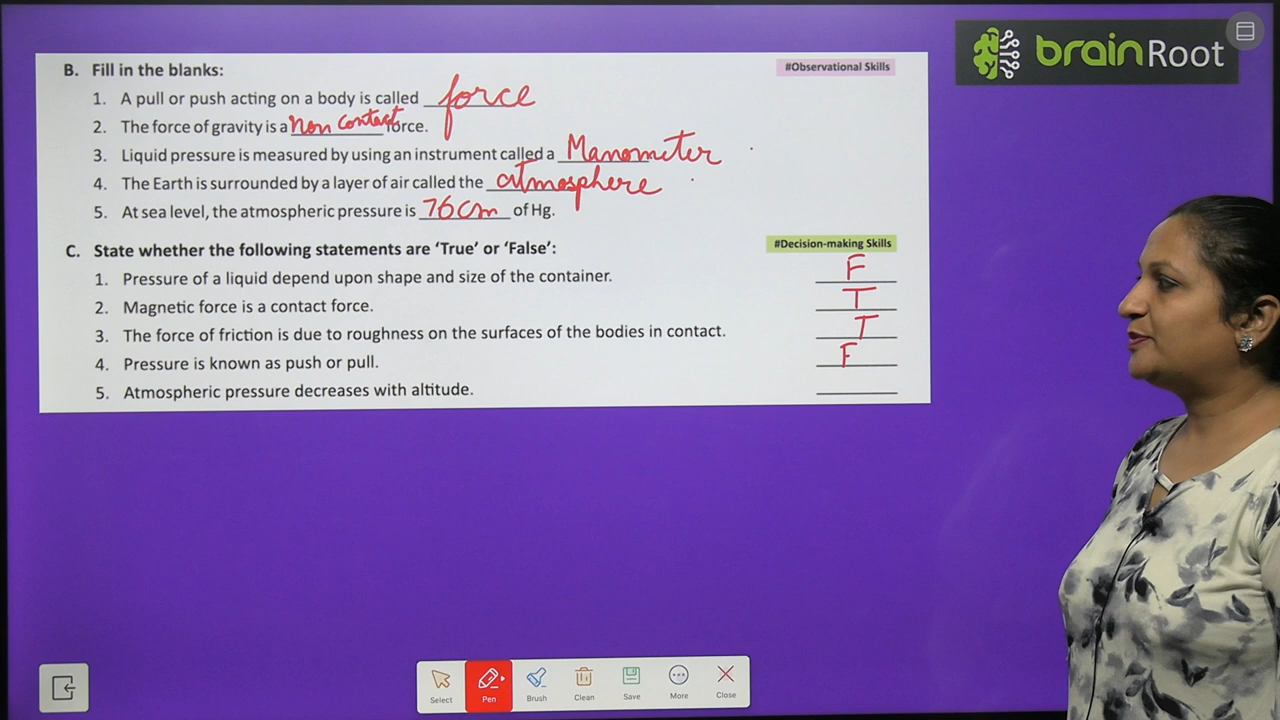 brainRoot
B. Fill in the blanks: #Observational Skills
1. A pull or push acting on a body is called force
2. The force of gravity is a Non Contact force.
3. Liquid pressure is measured by using an instrument called a Manometer
4. The Earth is surrounded by a layer of air called the atmosphere
5. At sea level, the atmospheric pressure is 76cm of Hg.
C. State whether the following statements are ‘True’ or ‘False’: #Decision-making Skills
1. Pressure of a liquid depend upon shape and size of the container. F
2. Magnetic force is a contact force. T
3. The force of friction is due to roughness on the surfaces of the bodies in contact. T
4. Pressure is known as push or pull. F
5. Atmospheric pressure decreases with altitude.
Select Pen Brush Clean Save More Close